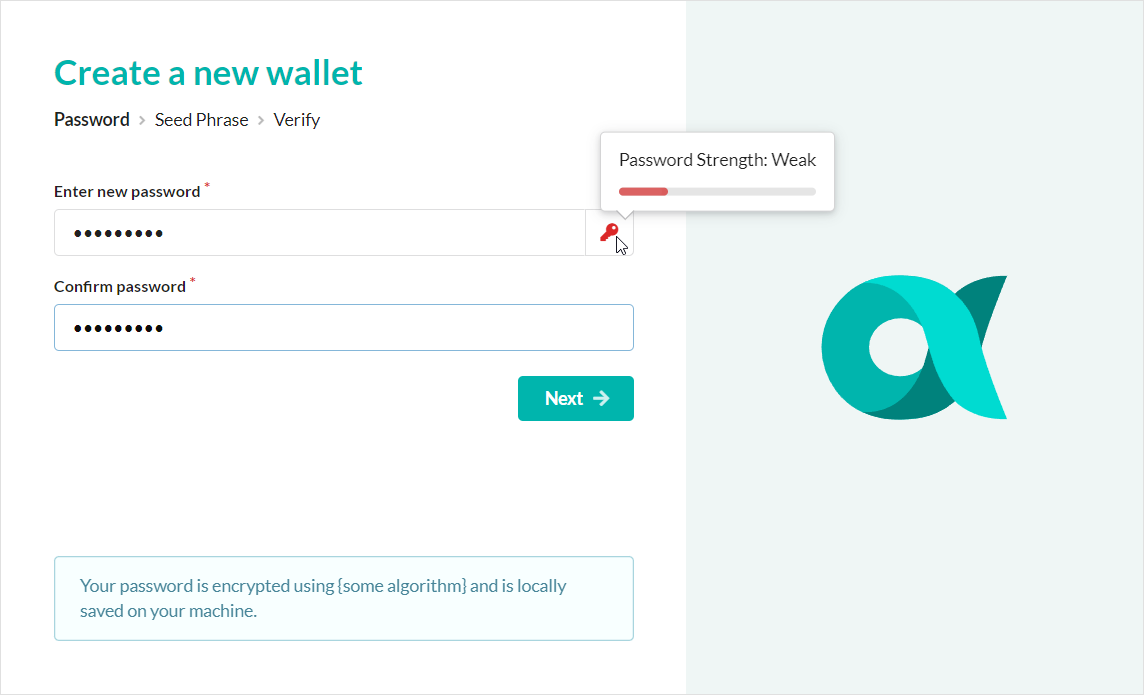 Create a new wallet
Password > Seed Phrase > Verify
Password Strength: Weak
Enter new password *
•••••••••
Confirm password *
•••••••••
Next →
Your password is encrypted using {some algorithm} and is locally
saved on your machine.